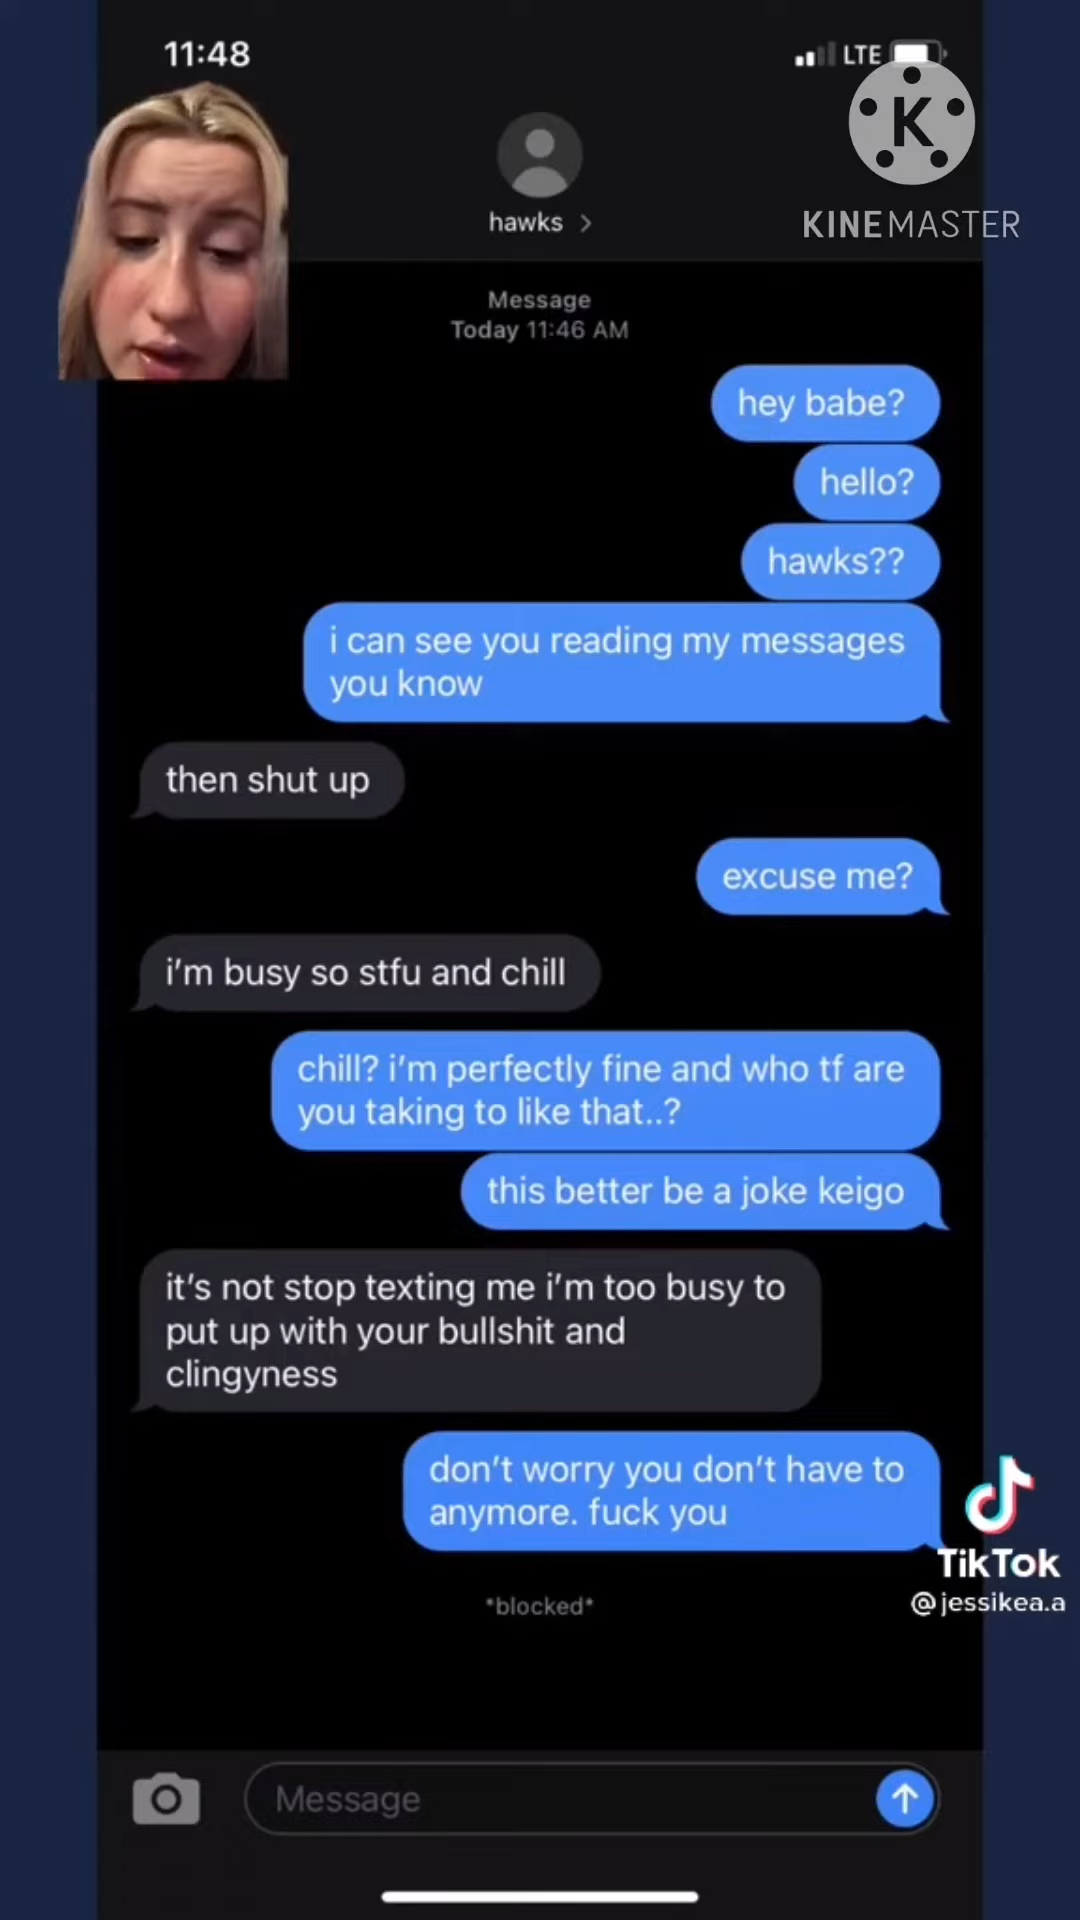 11:48
LTE
K
KINEMASTER
hawks >
Message
Today 11:46 AM
hey babe?
hello?
hawks??
i can see you reading my messages
you know
then shut up
excuse me?
i'm busy so stfu and chill
chill? i'm perfectly fine and who tf are
you taking to like that..?
this better be a joke keigo
it's not stop texting me i'm too busy to
put up with your bullshit and
clingyness
don't worry you don't have to
anymore. fuck you
*blocked*
TikTok
@jessikea.a
Message